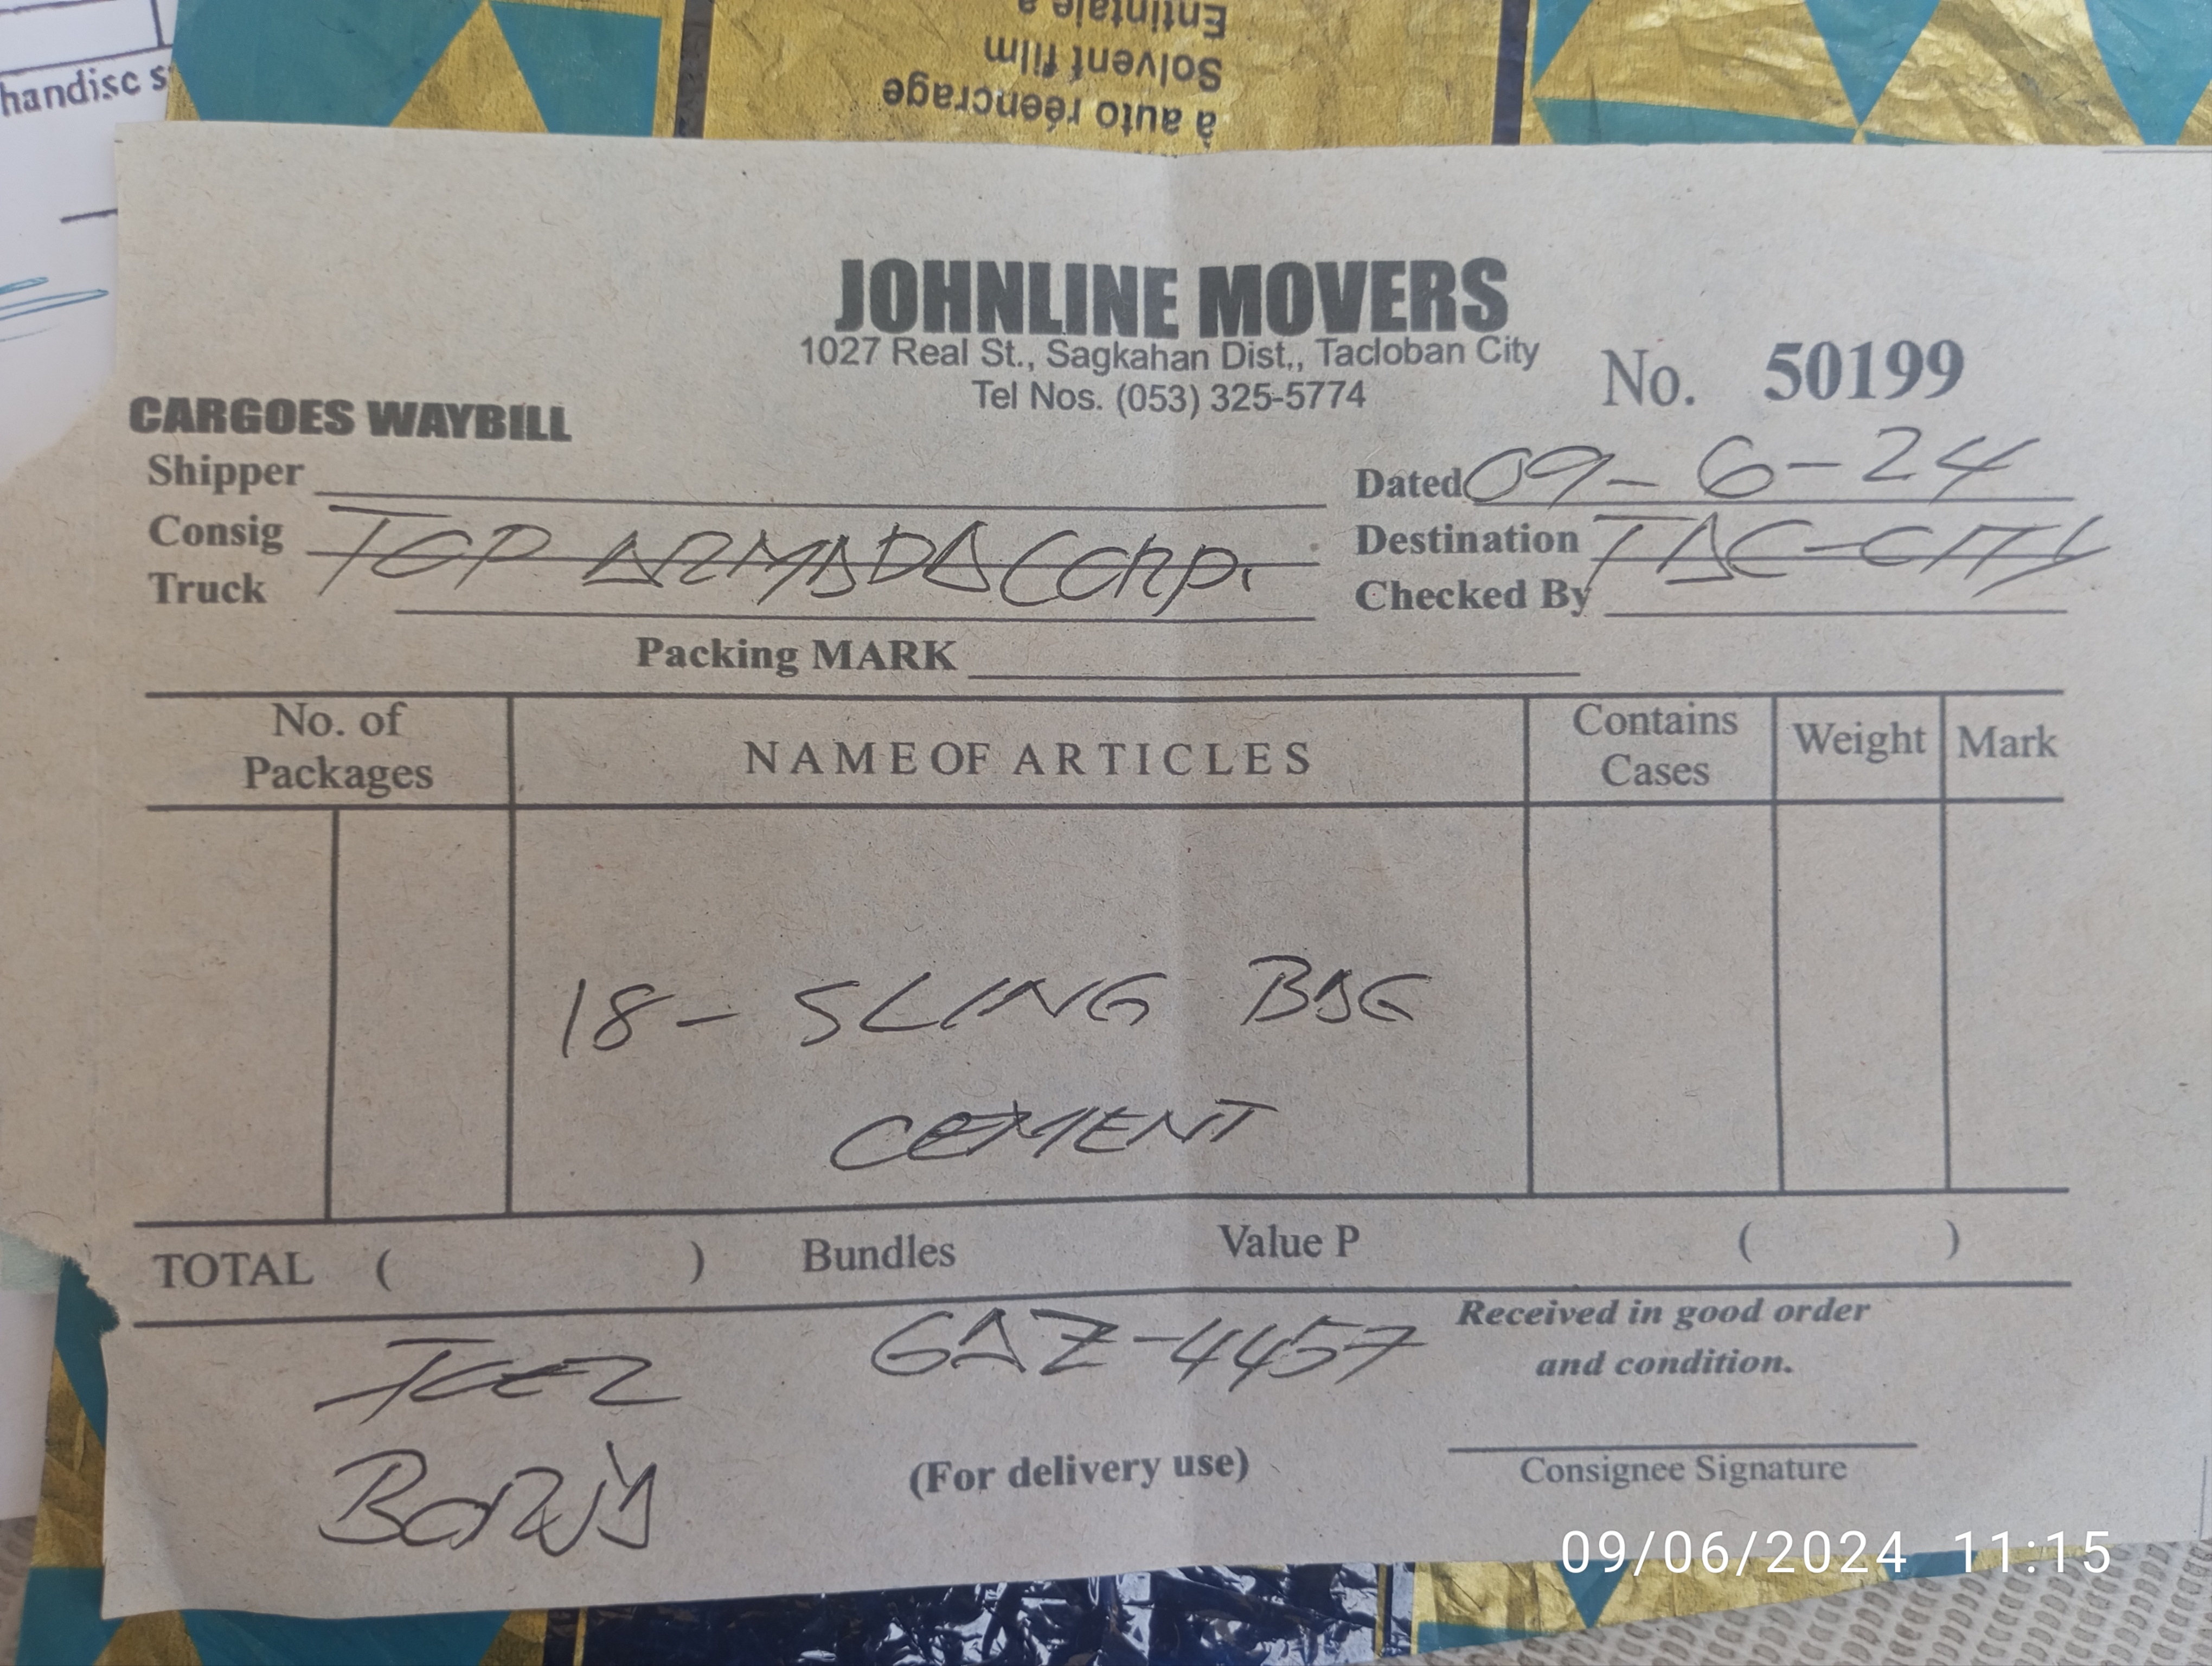 handisc s
Entintale a
Solvent film
à auto réencrage
JOHNLINE MOVERS
1027 Real St., Sagkahan Dist., Tacloban City
Tel Nos. (053) 325-5774
No. 50199
CARGOES WAYBILL
Shipper
Dated 09-6-24
Consig TOP ARMADA Corp.
Destination TAC-CITY
Truck
Checked By
Packing MARK
No. of Packages NAME OF ARTICLES Contains Cases Weight Mark
18 - SLING BAG
CEMENT
TOTAL ( ) Bundles Value P ( )
GAZ-4457
Received in good order
and condition.
(For delivery use)
Consignee Signature
09/06/2024 11:15